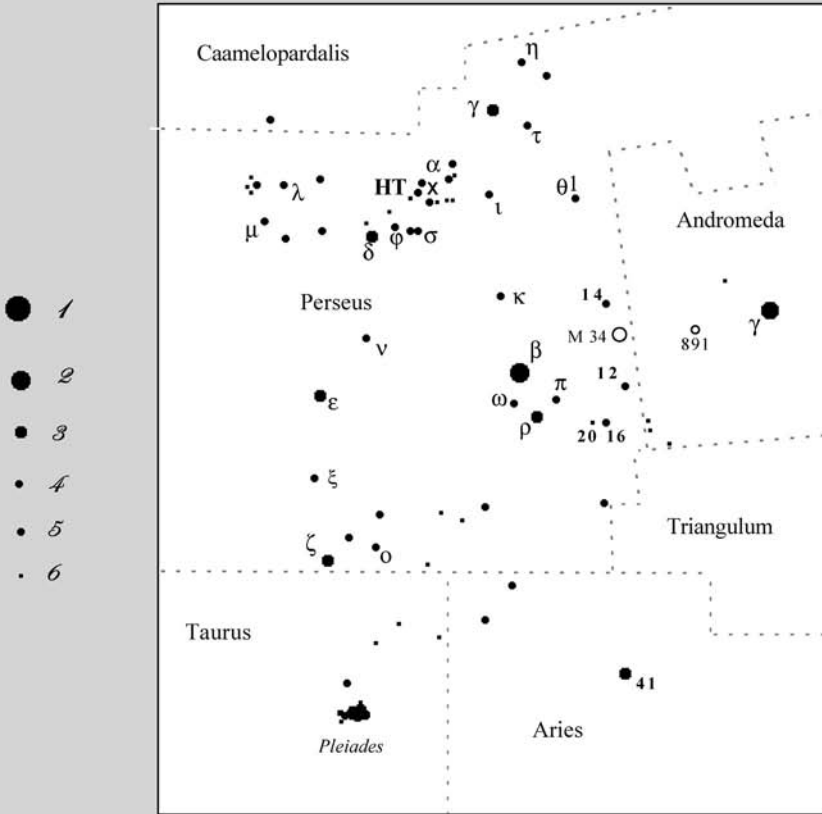 Caamelopardalis
η
γ
τ
α
HT x
λ
ι
θ1
μ
δ φ σ
Andromeda
1
Perseus
κ
14
γ
ν
M 34
891
β
2
12
ε
ω
π
3
ρ
20 16
4
ξ
5
Triangulum
ζ
ο
6
Taurus
41
Aries
Pleiades